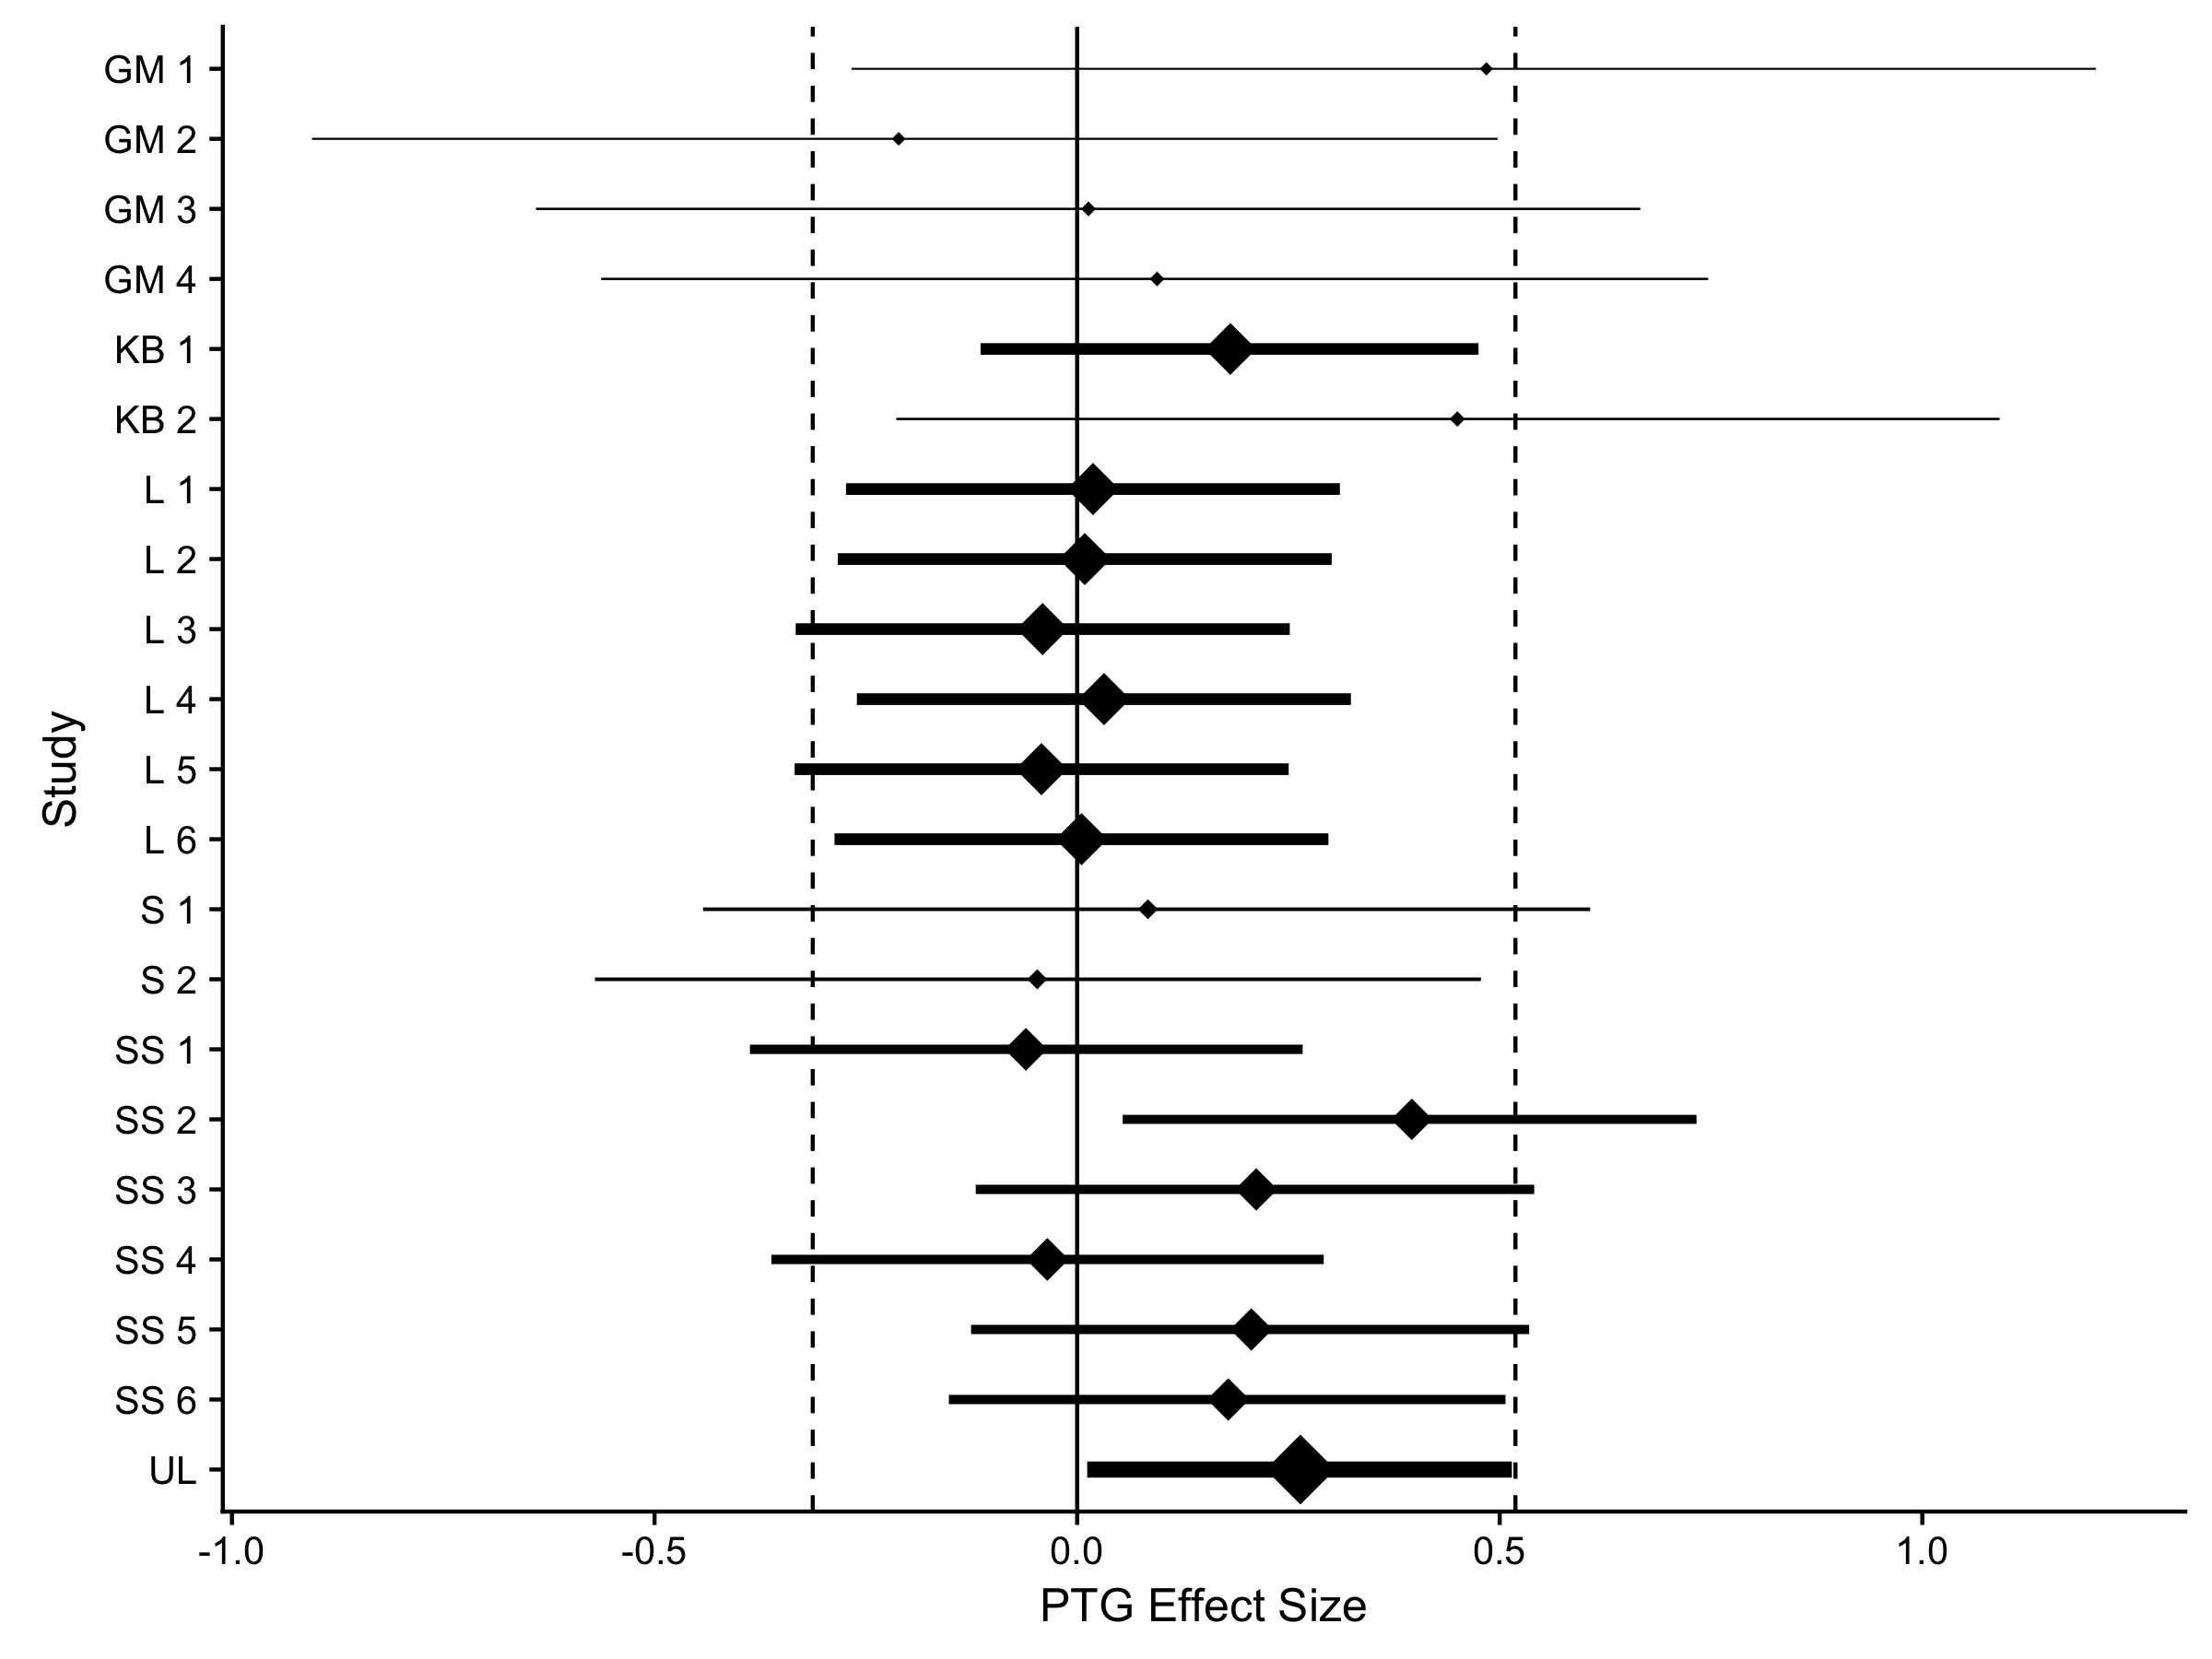 GM 1
GM 2
GM 3
GM 4
KB 1
KB 2
L 1
L 2
L 3
L 4
L 5
L 6
S 1
S 2
SS 1
SS 2
SS 3
SS 4
SS 5
SS 6
UL
Study
-1.0 -0.5 0.0 0.5 1.0
PTG Effect Size